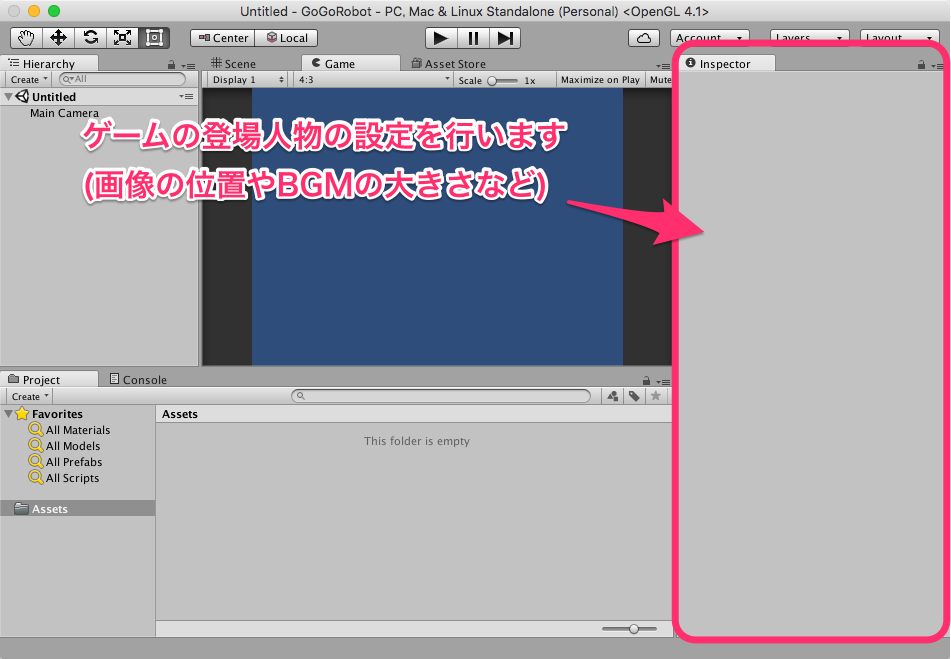 Untitled - GoGoRobot - PC, Mac & Linux Standalone (Personal) <OpenGL 4.1>
Center Local Account Layers Layout
Hierarchy
Create All
Untitled
Main Camera
Scene Game Asset Store
Display 1 4:3 Scale 1x Maximize on Play Mute
Inspector
ゲームの登場人物の設定を行います
(画像の位置やBGMの大きさなど)
Project Console
Create
Favorites
All Materials
All Models
All Prefabs
All Scripts
Assets
Assets
This folder is empty